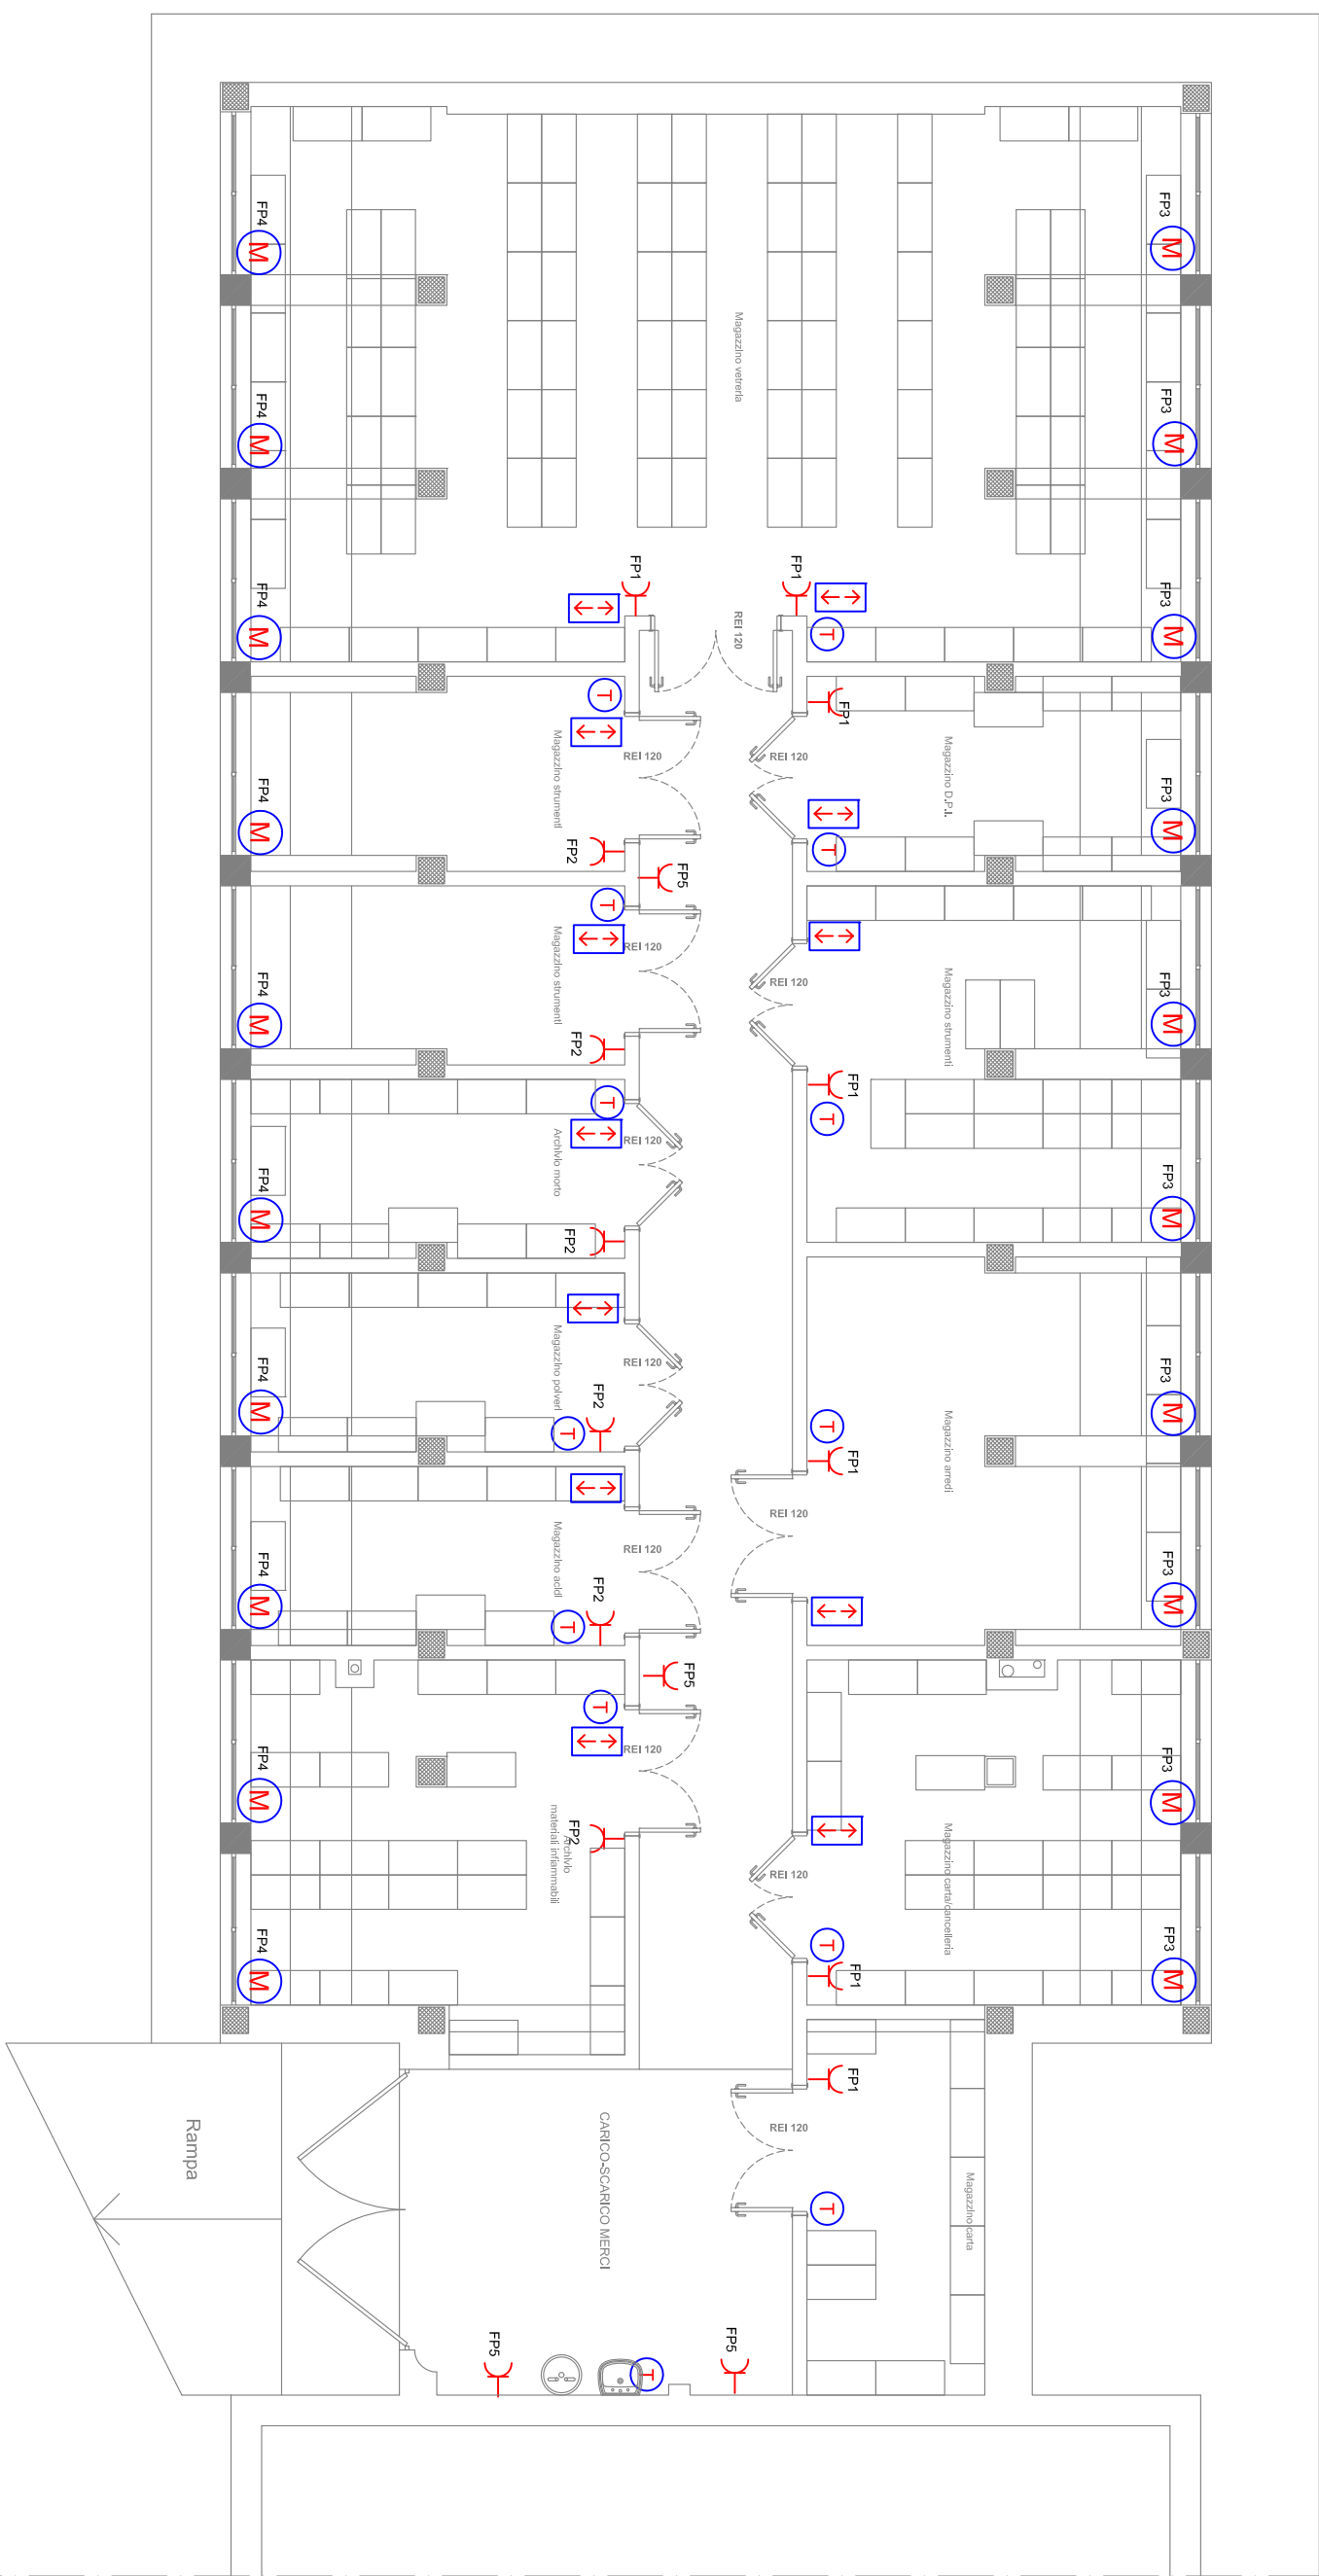 FP4
FP3
M
M
Magazzino vetreria
FP4
FP3
M
M
FP1
FP1
FP4
FP3
M
T
M
REI 120
T
FP1
REI 120
REI 120
Magazzino strumenti
Magazzino D.P.I.
FP4
FP3
M
M
T
FP2
FP5
T
REI 120
Magazzino strumenti
REI 120
Magazzino strumenti
FP4
FP3
M
M
FP2
FP1
T
T
REI 120
Archivio morto
FP4
FP3
M
M
FP2
REI 120
Magazzino polveri
FP4
FP3
M
M
FP2
T
T
FP1
Magazzino arredi
REI 120
REI 120
Magazzino acidi
FP4
FP3
M
M
FP2
T
FP5
T
REI 120
FP4
FP3
M
M
FP2
Archivio
materiali infiammabili
Magazzino carta/cancelleria
REI 120
FP4
FP3
T
M
M
FP1
FP1
REI 120
CARICO-SCARICO MERCI
Rampa
T
Magazzino carta
FP5
FP5
T